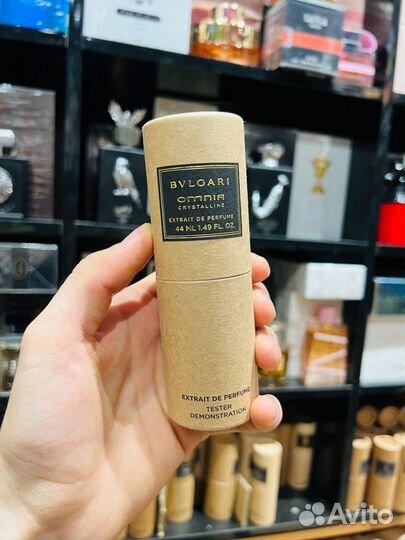 BVLGARI
OMNIA
CRYSTALLINE
EXTRAIT DE PERFUME
44 ML 1.49 FL. OZ.
EXTRAIT DE PERFUME
TESTER
DEMONSTRATION
Avito